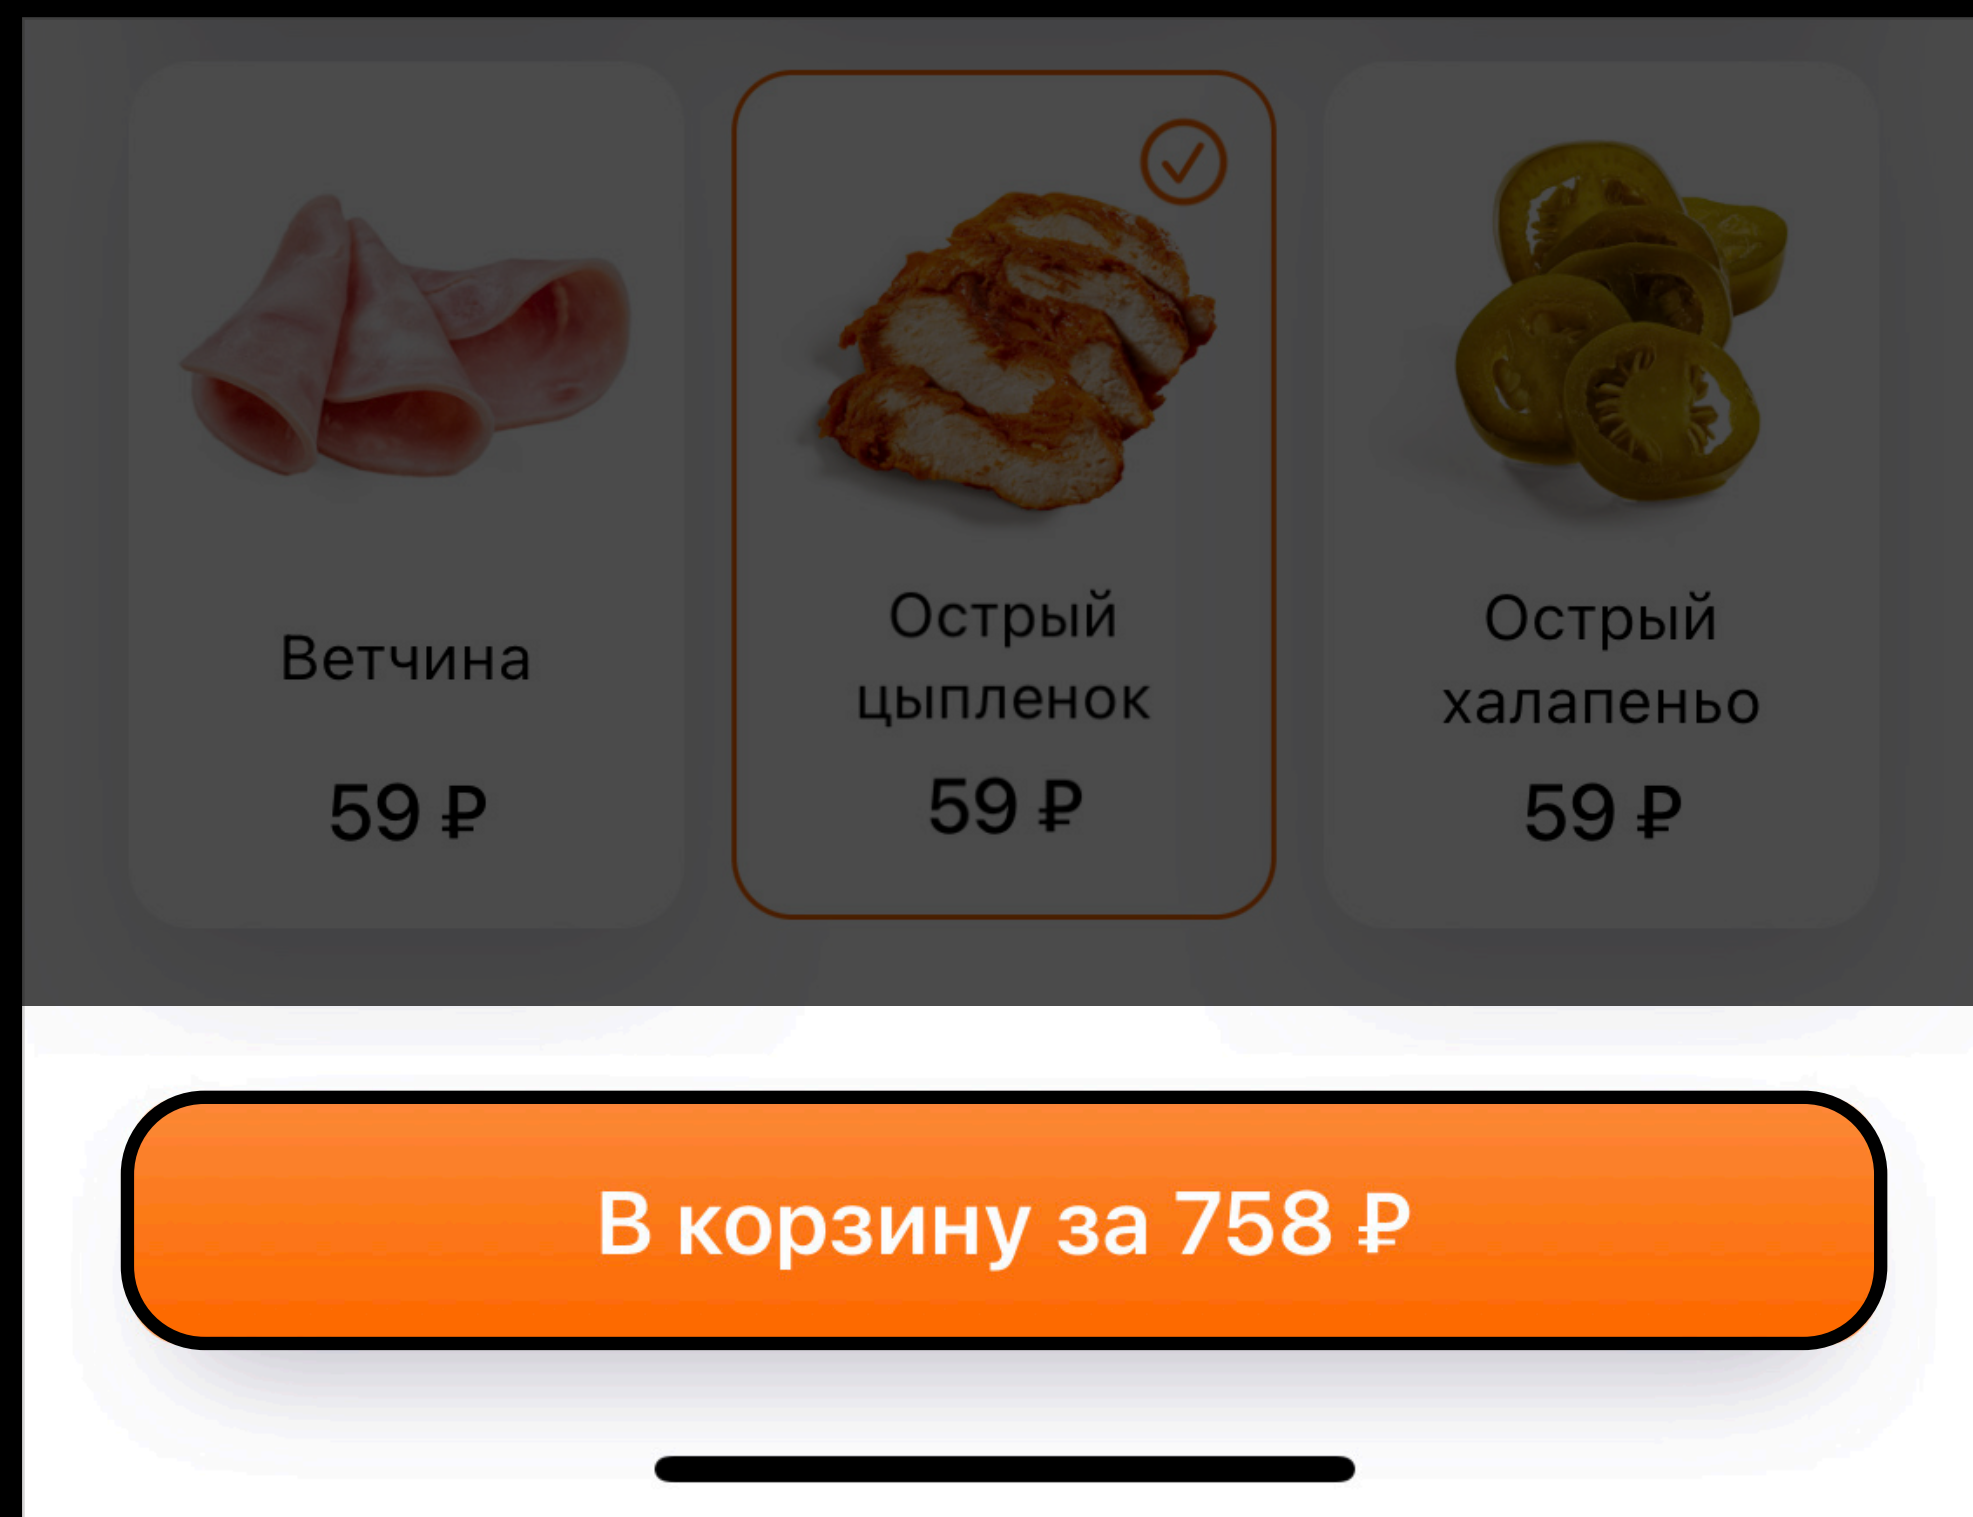 Ветчина
59 ₽
Острый
цыпленок
59 ₽
Острый
халапеньо
59 ₽
В корзину за 758 ₽